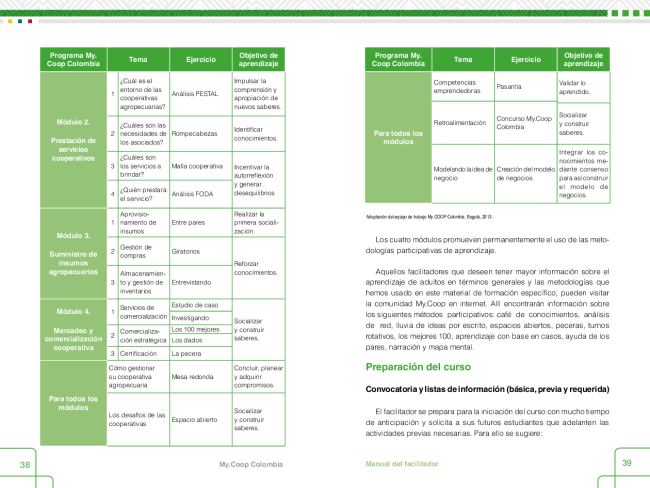 Programa My.
Coop Colombia
Tema
Ejercicio
Objetivo de
aprendizaje
Módulo 2.
Prestación de
servicios
cooperativos
1
¿Cuál es el
entorno de las
cooperativas
agropecuarias?
Análisis PESTAL
Impulsar la
comprensión y
apropiación de
nuevos saberes.
2
¿Cuáles son las
necesidades de
los asociados?
Rompecabezas
Identificar
conocimientos.
3
¿Cuáles son
los servicios a
brindar?
Malla cooperativa
Incentivar la
autorreflexión
y generar
desequilibrios
4
¿Quién prestará
el servicio?
Análisis FODA
Módulo 3.
Suministro de
insumos
agropecuarios
1
Aprovisio-
namiento de
insumos
Entre pares
Realizar la
primera sociali-
zación.
2
Gestión de
compras
Giratorios
Reforzar
conocimientos.
3
Almacenamien-
to y gestión de
inventarios
Entrevistando
Módulo 4.
Mercadeo y
comercialización
cooperativa
1
Servicios de
comercialización
Estudio de caso
Investigando
Socializar
y construir
saberes.
2
Comercializa-
ción estratégica
Los 100 mejores
Los dados
3
Certificación
La pecera
Para todos los
módulos
Cómo gestionar
su cooperativa
agropecuaria
Mesa redonda
Concluir, planear
y adquirir
compromisos.
Los desafíos de las
cooperativas
Espacio abierto
Socializar
y construir
saberes.
38
My.Coop Colombia
Programa My.
Coop Colombia
Tema
Ejercicio
Objetivo de
aprendizaje
Para todos los
módulos
Competencias
emprendedoras
Pasantía
Validar lo
aprendido.
Retroalimentación
Concurso My.Coop
Colombia
Socializar
y construir
saberes.
Modelando la idea de
negocio
Creación del modelo
de negocios
Integrar los co-
nocimientos me-
diante consenso
para así construir
el modelo de
negocios.
Adaptación del equipo de trabajo My.COOP Colombia. Bogotá, 2013.
Los cuatro módulos promueven permanentemente el uso de las meto-
dologías participativas de aprendizaje.
Aquellos facilitadores que deseen tener mayor información sobre el
aprendizaje de adultos en términos generales y las metodologías que
hemos usado en este material de formación específico, pueden visitar
la comunidad My.Coop en internet. Allí encontrarán información sobre
los siguientes métodos participativos: café de conocimientos, análisis
de red, lluvia de ideas por escrito, espacios abiertos, peceras, turnos
rotativos, los mejores 100, aprendizaje con base en casos, ayuda de los
pares, narración y mapa mental.
Preparación del curso
Convocatoria y listas de información (básica, previa y requerida)
El facilitador se prepara para la iniciación del curso con mucho tiempo
de anticipación y solicita a sus futuros estudiantes que adelanten las
actividades previas necesarias. Para ello se sugiere:
Manual del facilitador
39